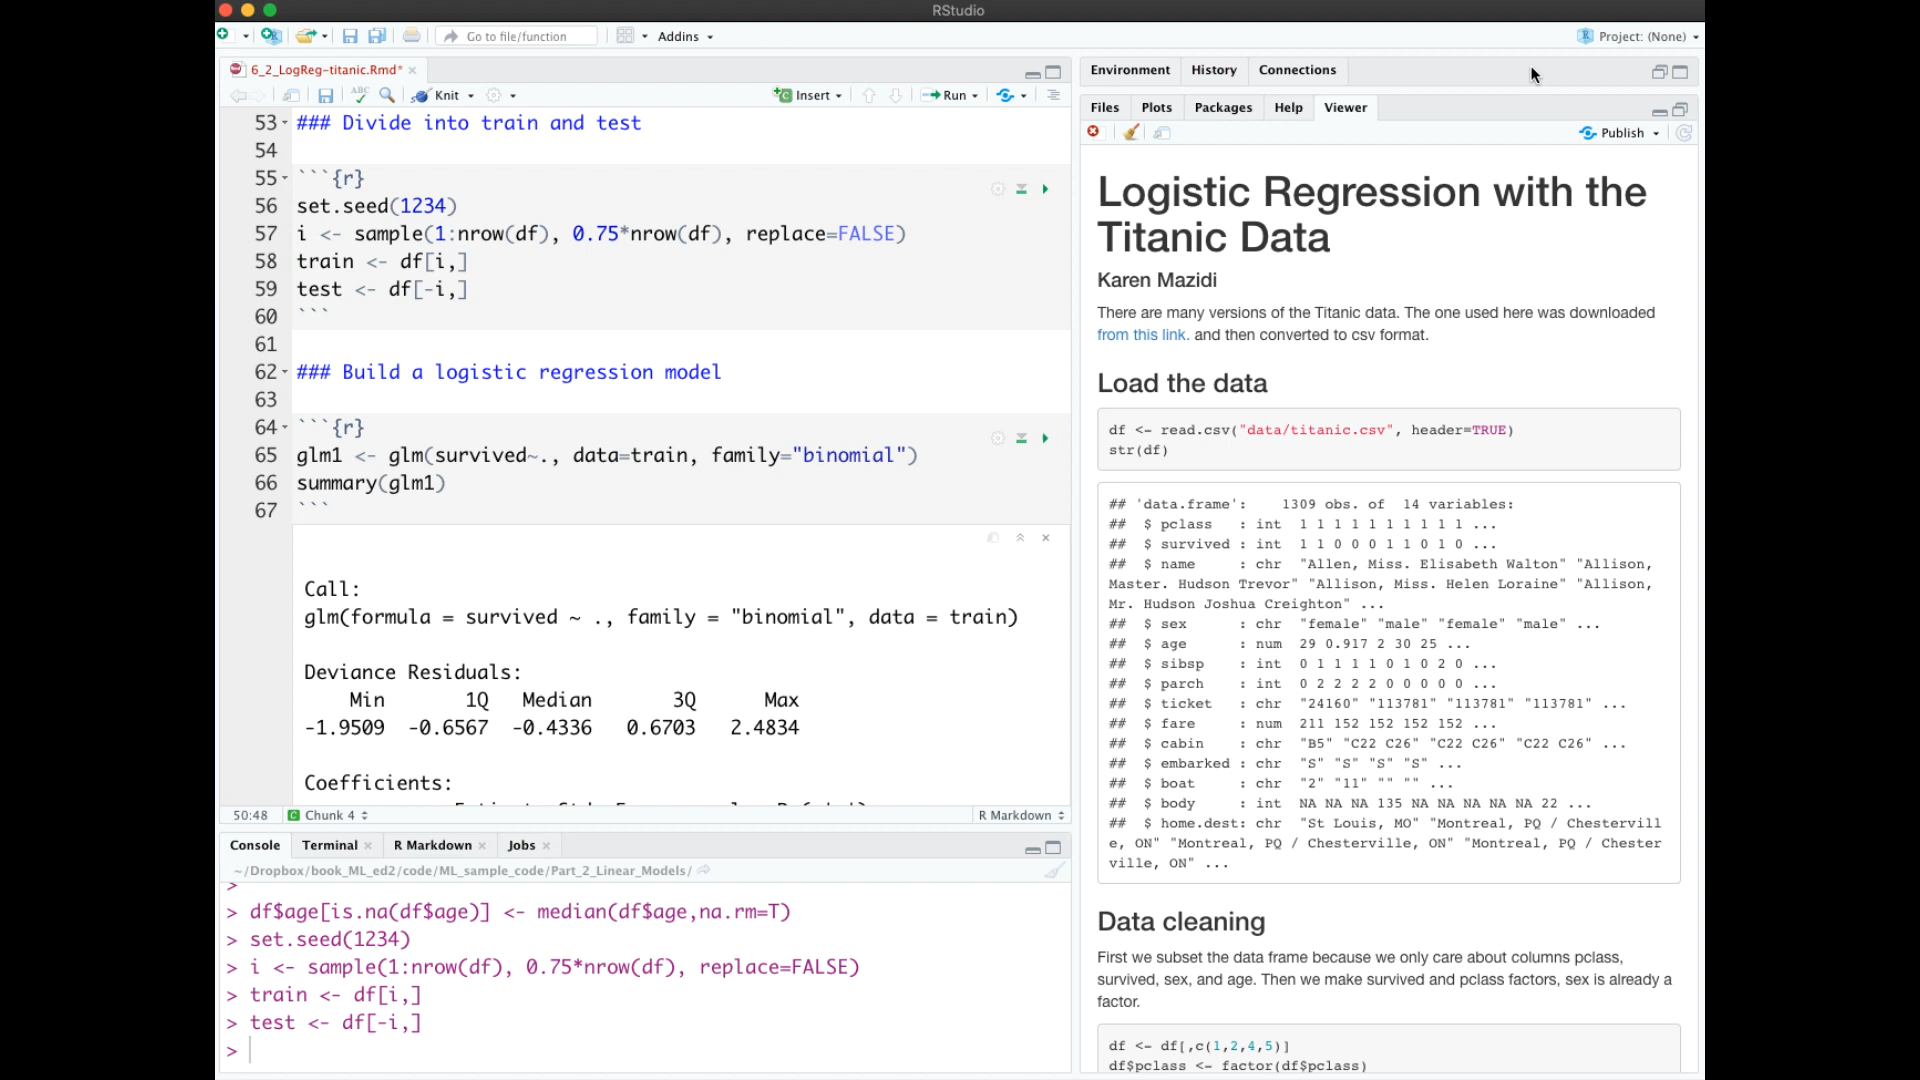 RStudio
Go to file/function
Addins
Project: (None)
6_2_LogReg-titanic.Rmd*
ABC
Knit
Insert
Run
53 ### Divide into train and test
54
55 ```{r}
56 set.seed(1234)
57 i <- sample(1:nrow(df), 0.75*nrow(df), replace=FALSE)
58 train <- df[i,]
59 test <- df[-i,]
60 ```
61
62 ### Build a logistic regression model
63
64 ```{r}
65 glm1 <- glm(survived~., data=train, family="binomial")
66 summary(glm1)
67 ```
Call:
glm(formula = survived ~ ., family = "binomial", data = train)
Deviance Residuals:
Min 1Q Median 3Q Max
-1.9509 -0.6567 -0.4336 0.6703 2.4834
Coefficients:
50:48 Chunk 4 R Markdown
Console Terminal R Markdown Jobs
~/Dropbox/book_ML_ed2/code/ML_sample_code/Part_2_Linear_Models/
>
> df$age[is.na(df$age)] <- median(df$age,na.rm=T)
> set.seed(1234)
> i <- sample(1:nrow(df), 0.75*nrow(df), replace=FALSE)
> train <- df[i,]
> test <- df[-i,]
>
Environment History Connections
Files Plots Packages Help Viewer
Publish
Logistic Regression with the
Titanic Data
Karen Mazidi
There are many versions of the Titanic data. The one used here was downloaded
from this link. and then converted to csv format.
Load the data
df <- read.csv("data/titanic.csv", header=TRUE)
str(df)
## 'data.frame': 1309 obs. of 14 variables:
## $ pclass : int 1 1 1 1 1 1 1 1 1 1 ...
## $ survived : int 1 1 0 0 0 1 1 0 1 0 ...
## $ name : chr "Allen, Miss. Elisabeth Walton" "Allison,
Master. Hudson Trevor" "Allison, Miss. Helen Loraine" "Allison,
Mr. Hudson Joshua Creighton" ...
## $ sex : chr "female" "male" "female" "male" ...
## $ age : num 29 0.917 2 30 25 ...
## $ sibsp : int 0 1 1 1 1 0 1 0 2 0 ...
## $ parch : int 0 2 2 2 2 0 0 0 0 0 ...
## $ ticket : chr "24160" "113781" "113781" "113781" ...
## $ fare : num 211 152 152 152 152 ...
## $ cabin : chr "B5" "C22 C26" "C22 C26" "C22 C26" ...
## $ embarked : chr "S" "S" "S" "S" ...
## $ boat : chr "2" "11" "" "" ...
## $ body : int NA NA NA 135 NA NA NA NA NA 22 ...
## $ home.dest: chr "St Louis, MO" "Montreal, PQ / Chestervill
e, ON" "Montreal, PQ / Chesterville, ON" "Montreal, PQ / Chester
ville, ON" ...
Data cleaning
First we subset the data frame because we only care about columns pclass,
survived, sex, and age. Then we make survived and pclass factors, sex is already a
factor.
df <- df[,c(1,2,4,5)]
df$pclass <- factor(df$pclass)